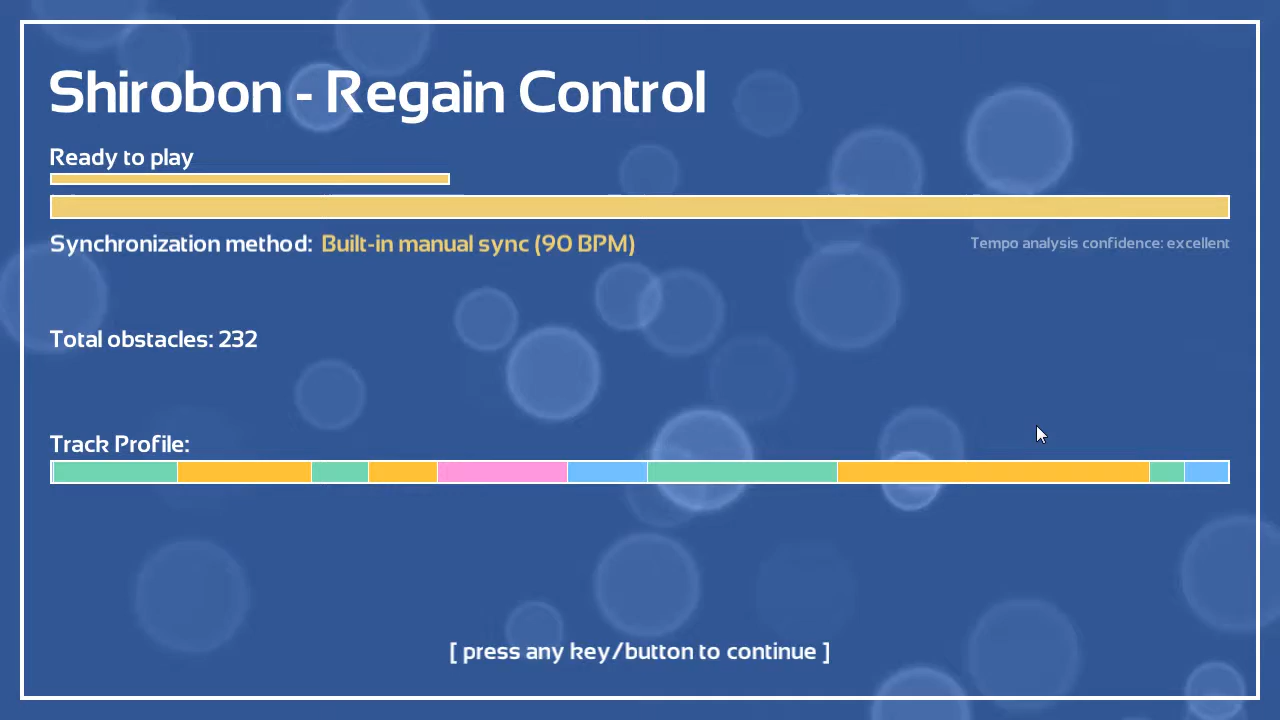 Shirobon - Regain Control
Ready to play
Synchronization method: Built-in manual sync (90 BPM)
Tempo analysis confidence: excellent
Total obstacles: 232
Track Profile:
[ press any key/button to continue ]